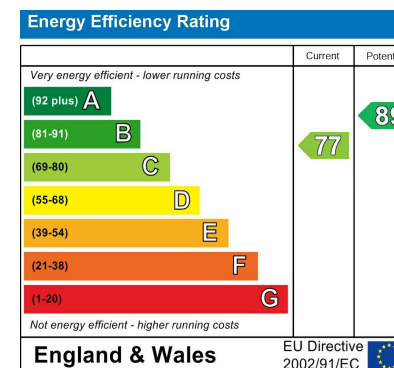 Energy Efficiency Rating
Current Potent
Very energy efficient - lower running costs
(92 plus) A
(81-91) B
(69-80) C
(55-68) D
(39-54) E
(21-38) F
(1-20) G
77
89
Not energy efficient - higher running costs
England & Wales
EU Directive
2002/91/EC